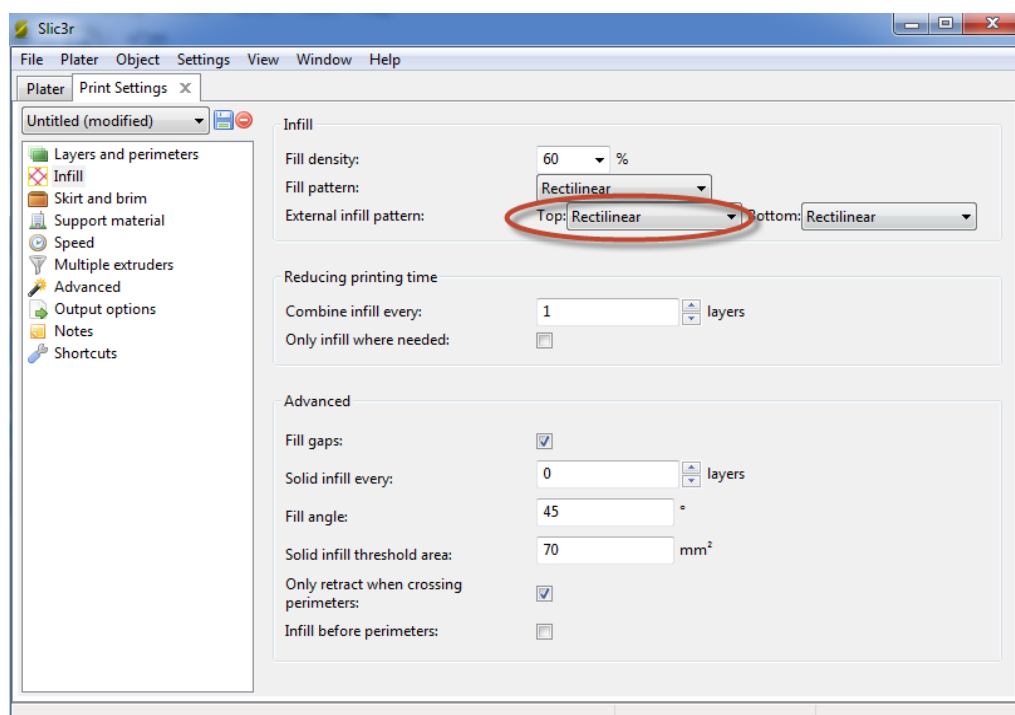 Slic3r
File Plater Object Settings View Window Help
Plater Print Settings
Untitled (modified)
Layers and perimeters
Infill
Skirt and brim
Support material
Speed
Multiple extruders
Advanced
Output options
Notes
Shortcuts
Infill
Fill density: 60 %
Fill pattern: Rectilinear
External infill pattern: Top: Rectilinear Bottom: Rectilinear
Reducing printing time
Combine infill every: 1 layers
Only infill where needed:
Advanced
Fill gaps:
Solid infill every: 0 layers
Fill angle: 45 °
Solid infill threshold area: 70 mm²
Only retract when crossing
perimeters:
Infill before perimeters: